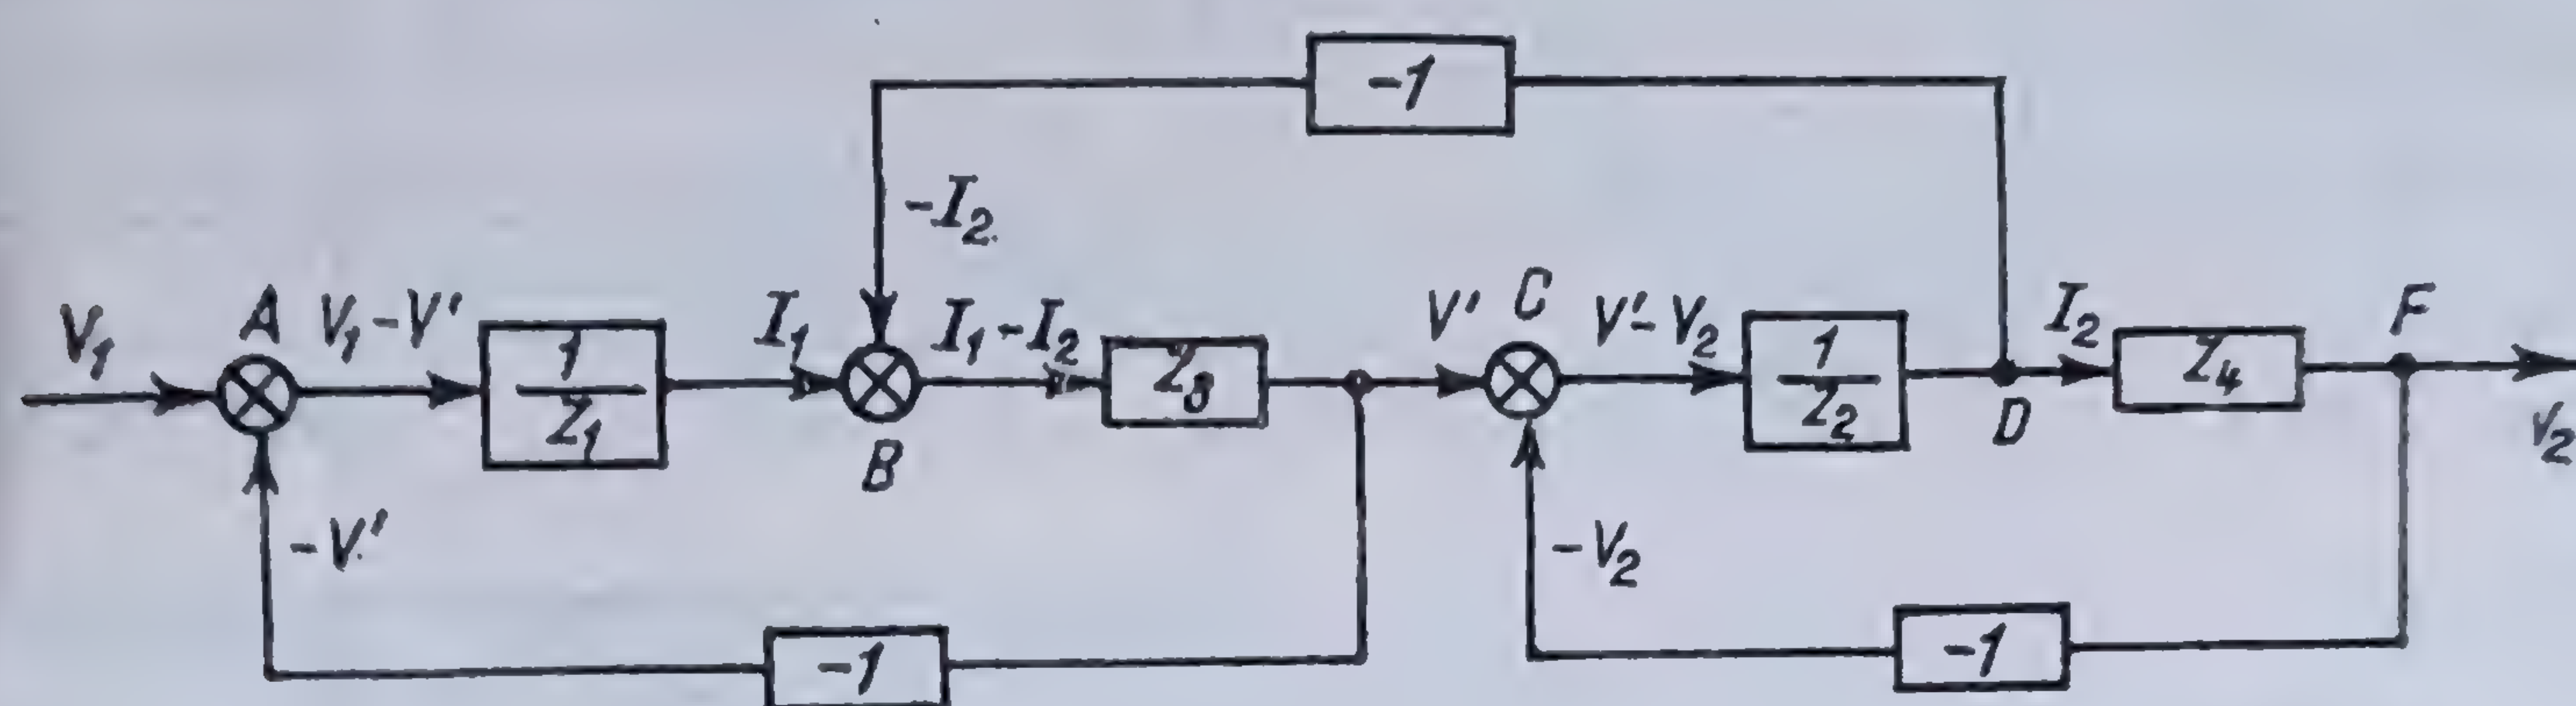 -1
-I₂
V₁ A V₁-V' 1/Z₁ I₁ B I₁-I₂ Z₃ V' C V'-V₂ 1/Z₂ D I₂ Z₄ F V₂
-V' -V₂
-1 -1